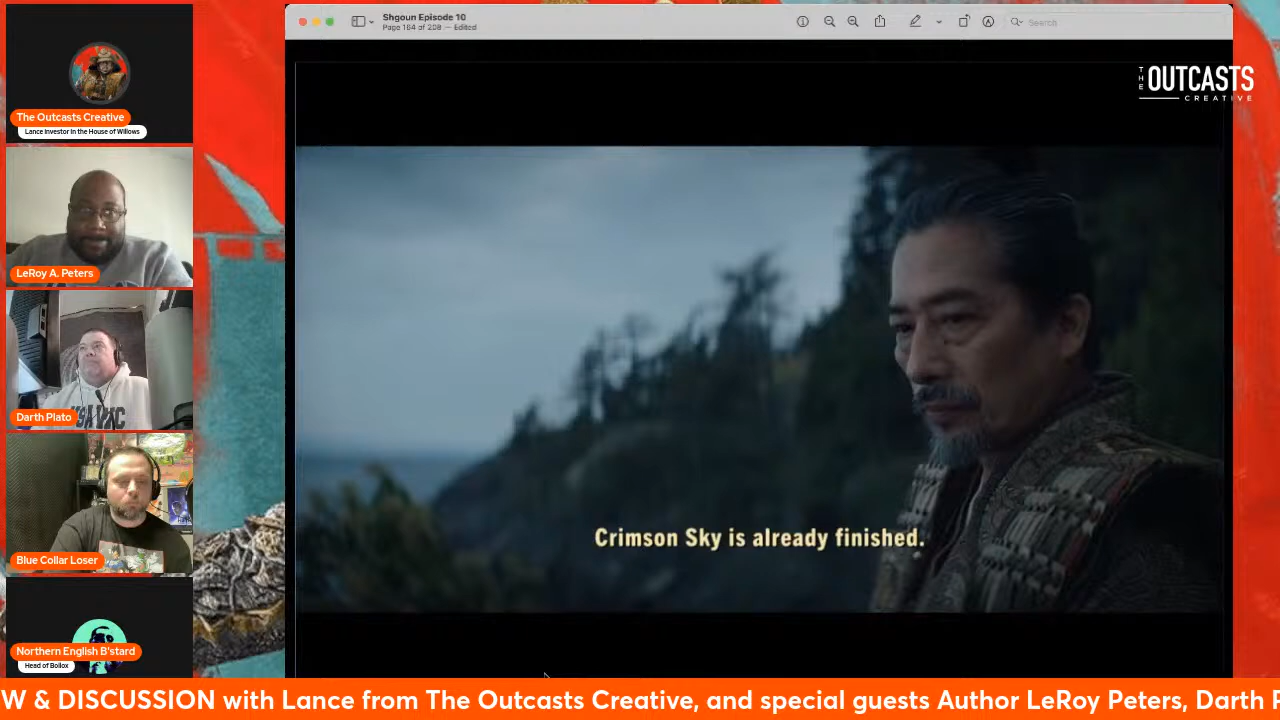 The Outcasts Creative
Lance Investor in the House of Willows
LeRoy A. Peters
Darth Plato
Blue Collar Loser
Northern English B'stard
Head of Bollox
Shgoun Episode 10
Page 164 of 208 — Edited
Search
THE OUTCASTS
CREATIVE
Crimson Sky is already finished.
W & DISCUSSION with Lance from The Outcasts Creative, and special guests Author LeRoy Peters, Darth P